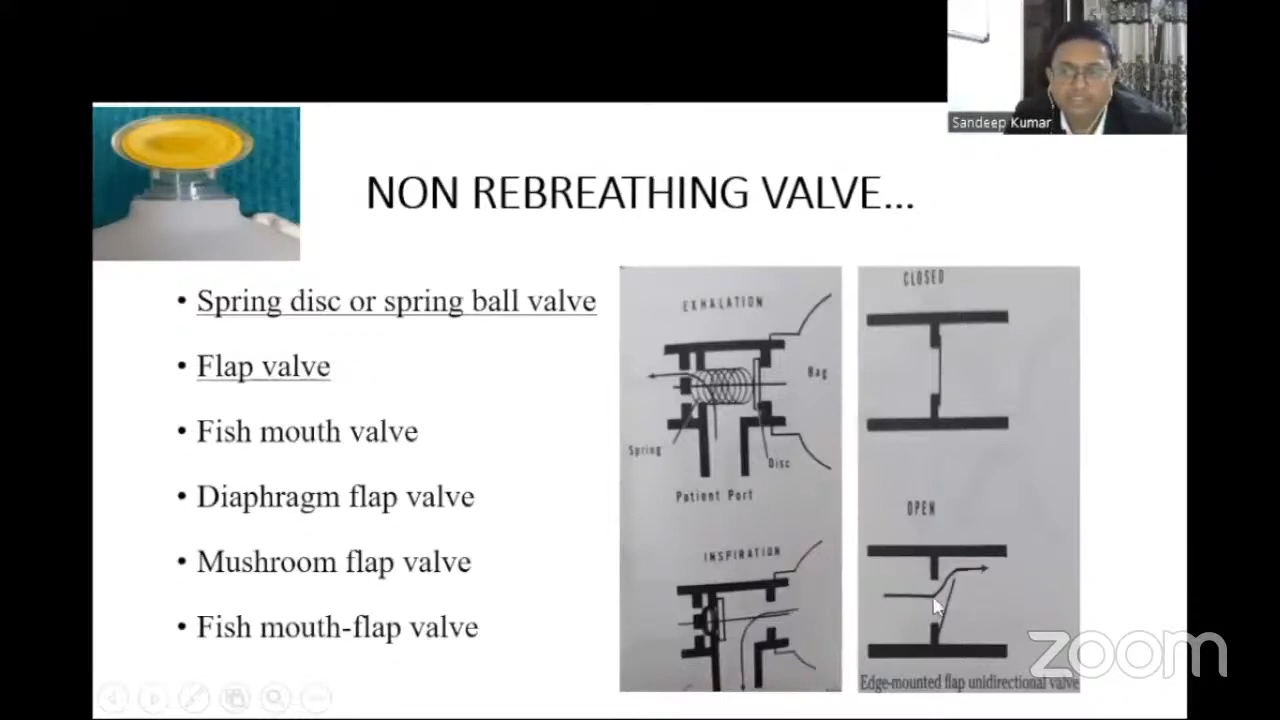 Sandeep Kumar
NON REBREATHING VALVE...
• Spring disc or spring ball valve
• Flap valve
• Fish mouth valve
• Diaphragm flap valve
• Mushroom flap valve
• Fish mouth-flap valve
EXHALATION
Bag
Spring
Disc
Patient Port
INSPIRATION
CLOSED
OPEN
Edge-mounted flap unidirectional valve
zoom